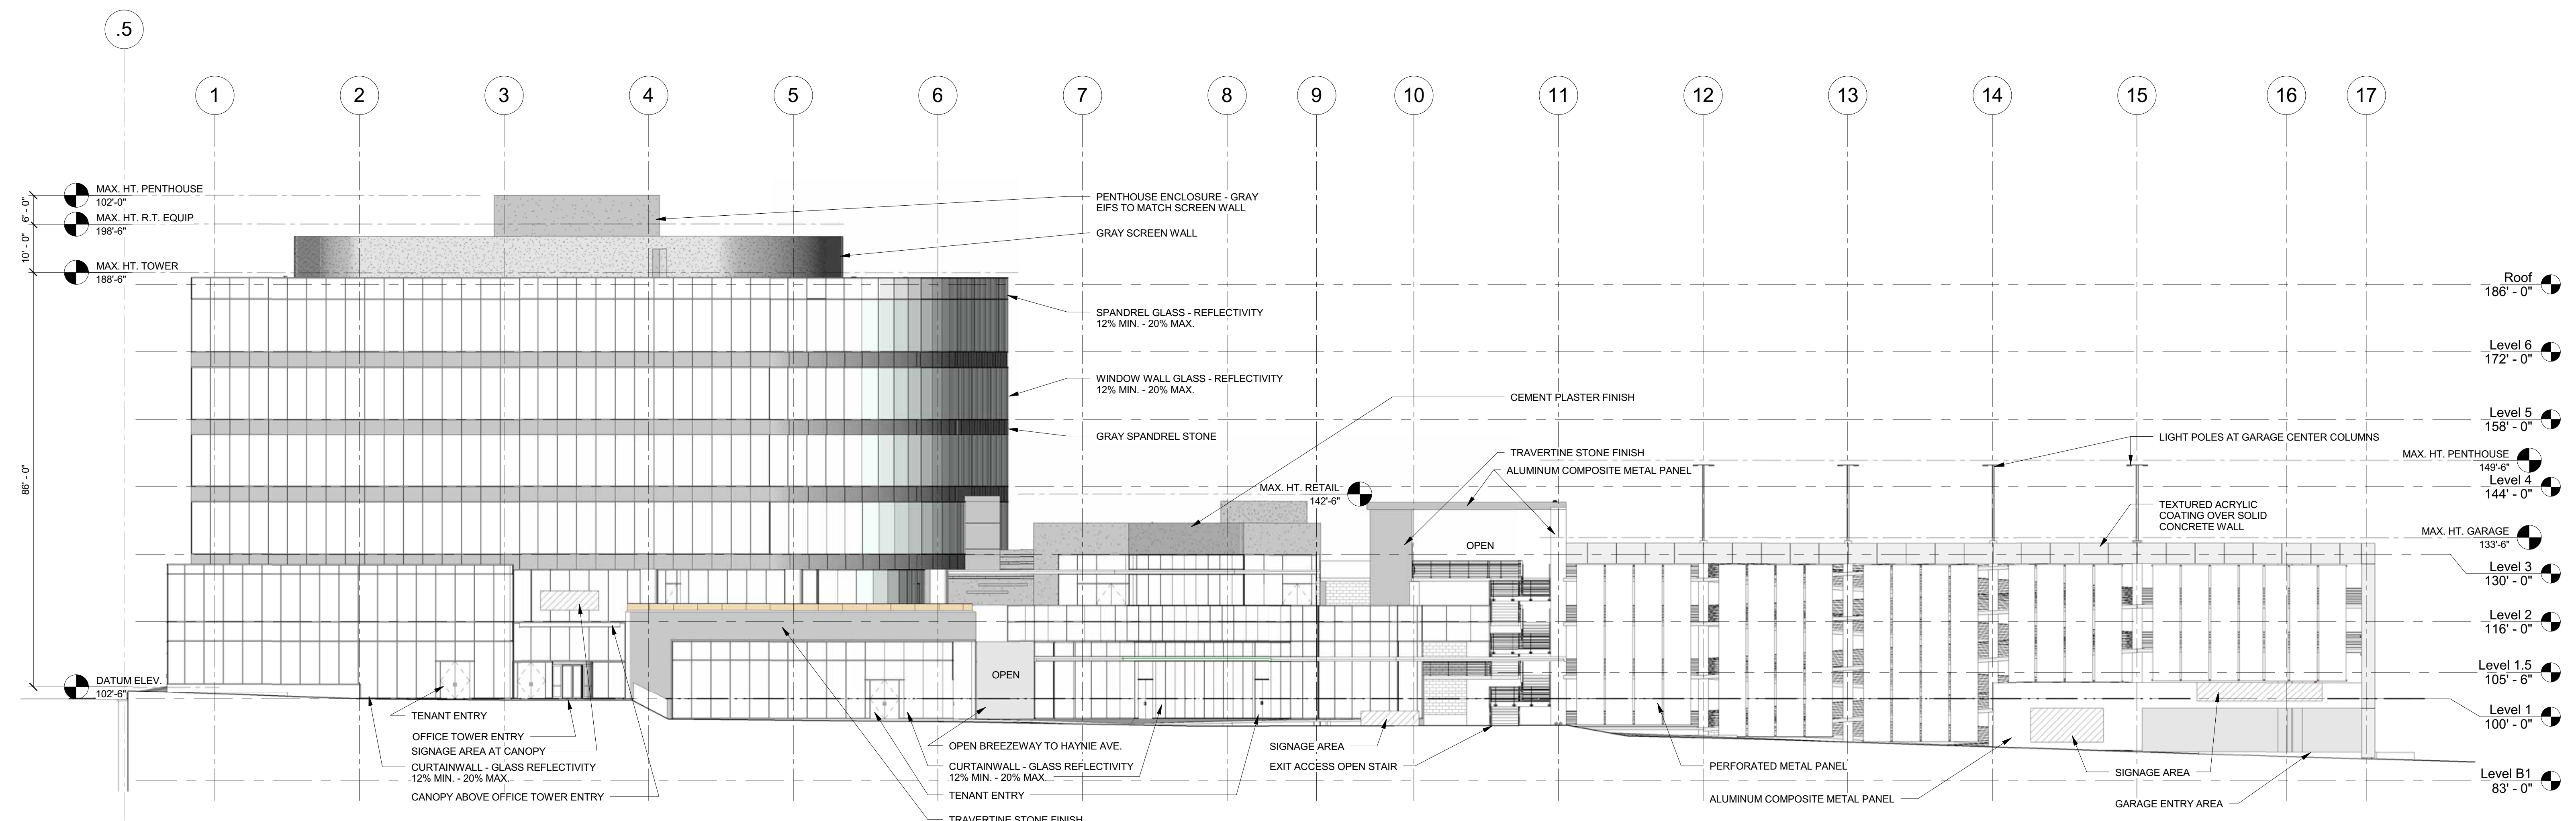 .5
1
2
3
4
5
6
7
8
9
10
11
12
13
14
15
16
17
6' - 0"
10' - 0"
86' - 0"
MAX. HT. PENTHOUSE
102'-0"
MAX. HT. R.T. EQUIP
198'-6"
MAX. HT. TOWER
188'-6"
DATUM ELEV.
102'-6"
PENTHOUSE ENCLOSURE - GRAY
EIFS TO MATCH SCREEN WALL
GRAY SCREEN WALL
SPANDREL GLASS - REFLECTIVITY
12% MIN. - 20% MAX.
WINDOW WALL GLASS - REFLECTIVITY
12% MIN. - 20% MAX.
GRAY SPANDREL STONE
CEMENT PLASTER FINISH
TRAVERTINE STONE FINISH
ALUMINUM COMPOSITE METAL PANEL
MAX. HT. RETAIL
142'-6"
OPEN
OPEN
LIGHT POLES AT GARAGE CENTER COLUMNS
TEXTURED ACRYLIC
COATING OVER SOLID
CONCRETE WALL
Roof
186' - 0"
Level 6
172' - 0"
Level 5
158' - 0"
MAX. HT. PENTHOUSE
149'-6"
Level 4
144' - 0"
MAX. HT. GARAGE
133'-6"
Level 3
130' - 0"
Level 2
116' - 0"
Level 1.5
105' - 6"
Level 1
100' - 0"
Level B1
83' - 0"
TENANT ENTRY
OFFICE TOWER ENTRY
SIGNAGE AREA AT CANOPY
CURTAINWALL - GLASS REFLECTIVITY
12% MIN. - 20% MAX.
CANOPY ABOVE OFFICE TOWER ENTRY
OPEN BREEZEWAY TO HAYNIE AVE.
CURTAINWALL - GLASS REFLECTIVITY
12% MIN. - 20% MAX.
TENANT ENTRY
TRAVERTINE STONE FINISH
SIGNAGE AREA
EXIT ACCESS OPEN STAIR
PERFORATED METAL PANEL
ALUMINUM COMPOSITE METAL PANEL
SIGNAGE AREA
GARAGE ENTRY AREA